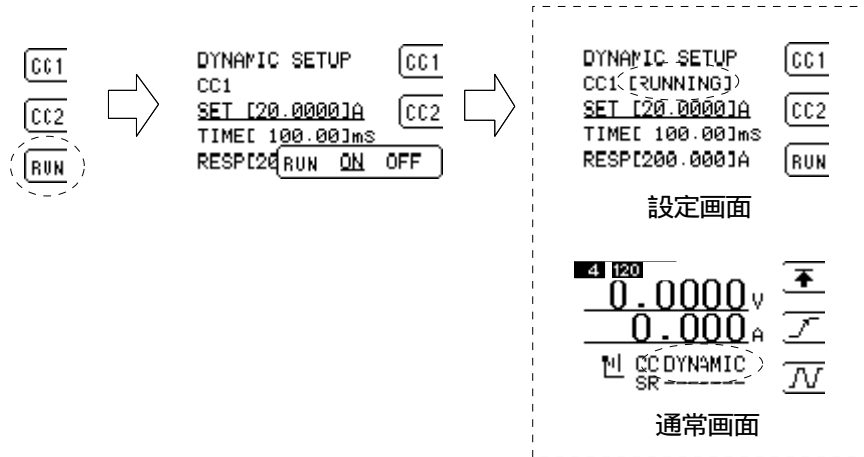 CC1
CC2
RUN
DYNAMIC SETUP
CC1
SET [20.0000]A
TIME[ 100.00]mS
RESP[20
RUN ON OFF
CC1
CC2
DYNAMIC SETUP
CC1 [RUNNING]
SET [20.0000]A
TIME[ 100.00]mS
RESP[200.000]A
CC1
CC2
RUN
設定画面
4 120
0.0000V
0.000A
CC DYNAMIC
SR -------
通常画面